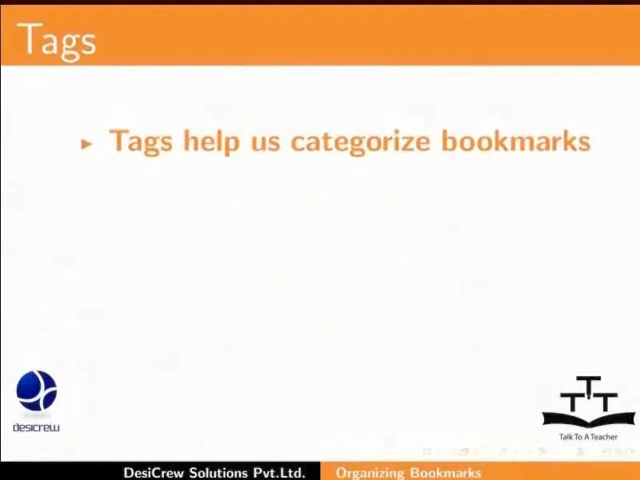 Tags
Tags help us categorize bookmarks
desicrew
T T T
Talk To A Teacher
DesiCrew Solutions Pvt.Ltd.
Organizing Bookmarks